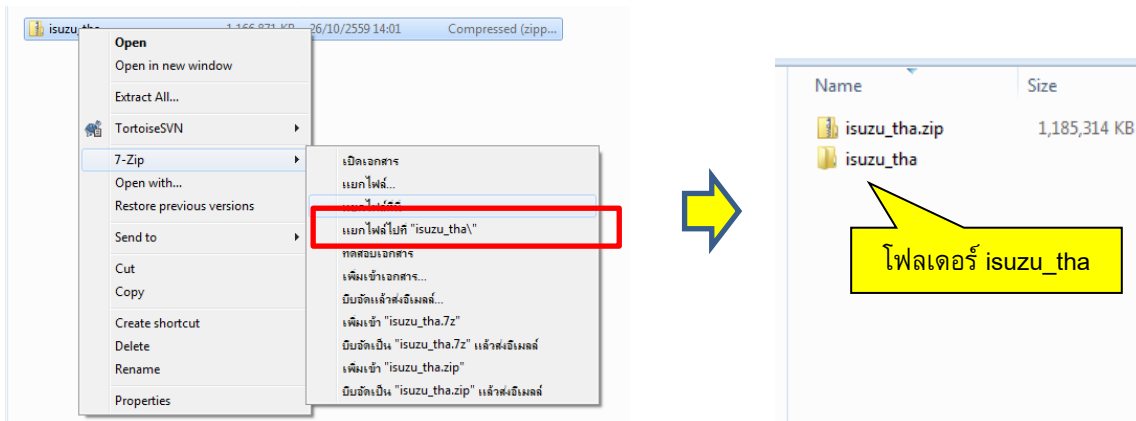 isuzu_tha 1,166,871 KB 26/10/2559 14:01 Compressed (zipp...
Open
Open in new window
Extract All...
TortoiseSVN
7-Zip
Open with...
Restore previous versions
Send to
Cut
Copy
Create shortcut
Delete
Rename
Properties
เปิดเอกสาร
แยกไฟล์...
แยกไฟล์ที่นี่
แยกไฟล์ไปที่ "isuzu_tha\"
ทดสอบเอกสาร
เพิ่มเข้าเอกสาร...
บีบอัดแล้วส่งอีเมลล์...
เพิ่มเข้า "isuzu_tha.7z"
บีบอัดเป็น "isuzu_tha.7z" แล้วส่งอีเมลล์
เพิ่มเข้า "isuzu_tha.zip"
บีบอัดเป็น "isuzu_tha.zip" แล้วส่งอีเมลล์
Name Size
isuzu_tha.zip 1,185,314 KB
isuzu_tha
โฟลเดอร์ isuzu_tha